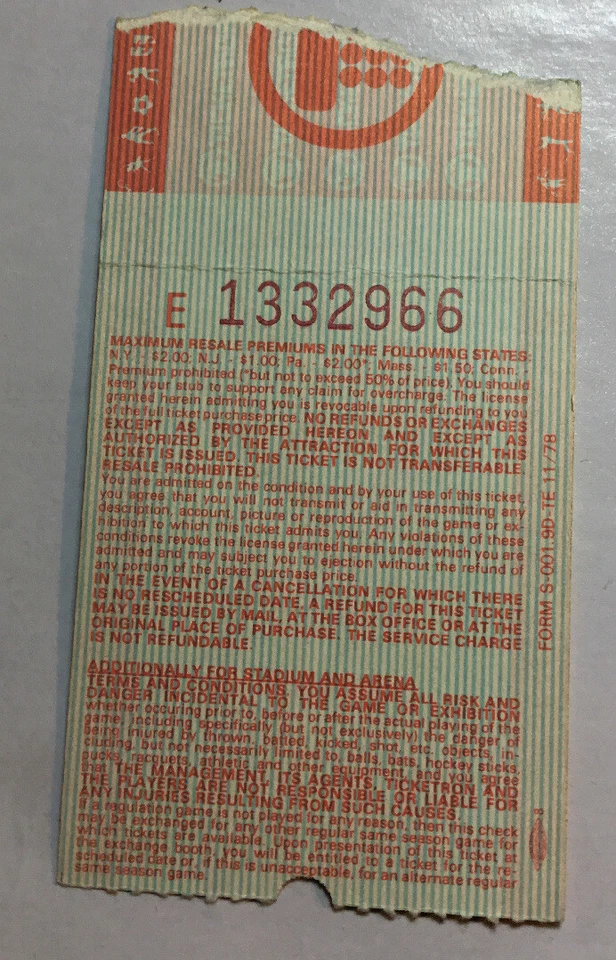 E 1332966
MAXIMUM RESALE PREMIUMS IN THE FOLLOWING STATES:
N.Y. - $2.00; N.J. - $1.00; Pa. - $2.00*; Mass. - $1.50; Conn. -
Premium prohibited (*but not to exceed 50% of price). You should
keep your stub to support any claim for overcharge. The license
granted herein admitting you is revocable upon refunding to you
of the full ticket purchase price. NO REFUNDS OR EXCHANGES
EXCEPT AS PROVIDED HEREON AND EXCEPT AS
AUTHORIZED BY THE ATTRACTION FOR WHICH THIS
TICKET IS ISSUED. THIS TICKET IS NOT TRANSFERABLE.
RESALE PROHIBITED.
You are admitted on the condition and by your use of this ticket,
you agree that you will not transmit or aid in transmitting any
description, account, picture or reproduction of the game or ex-
hibition to which this ticket admits you. Any violations of these
conditions revoke the license granted herein under which you are
admitted and may subject you to ejection without the refund of
any portion of the ticket purchase price.
IN THE EVENT OF A CANCELLATION FOR WHICH THERE
IS NO RESCHEDULED DATE, A REFUND FOR THIS TICKET
MAY BE ISSUED BY MAIL, AT THE BOX OFFICE OR AT THE
ORIGINAL PLACE OF PURCHASE. THE SERVICE CHARGE
IS NOT REFUNDABLE.
ADDITIONALLY FOR STADIUM AND ARENA
TERMS AND CONDITIONS. YOU ASSUME ALL RISK AND
DANGER INCIDENTAL TO THE GAME OR EXHIBITION
whether occuring prior to, before or after the actual playing of the
game, including specifically (but not exclusively) the danger of
being injured by thrown, batted, kicked, shot, etc. objects, in-
cluding, but not necessarily limited to, balls, bats, hockey sticks,
pucks, racquets, athletic and other equipment, and you agree
that THE MANAGEMENT, ITS AGENTS, TICKETRON AND
THE PLAYERS ARE NOT RESPONSIBLE OR LIABLE FOR
ANY INJURIES RESULTING FROM SUCH CAUSES.
If a regulation game is not played for any reason, then this check
may be exchanged for any other regular same season game for
which tickets are available. Upon presentation of this ticket at
the exchange booth, you will be entitled to a ticket for the re-
scheduled date or, if this is unacceptable, for an alternate regular
same season game.
FORM S-001.9D-TE 11/78
8